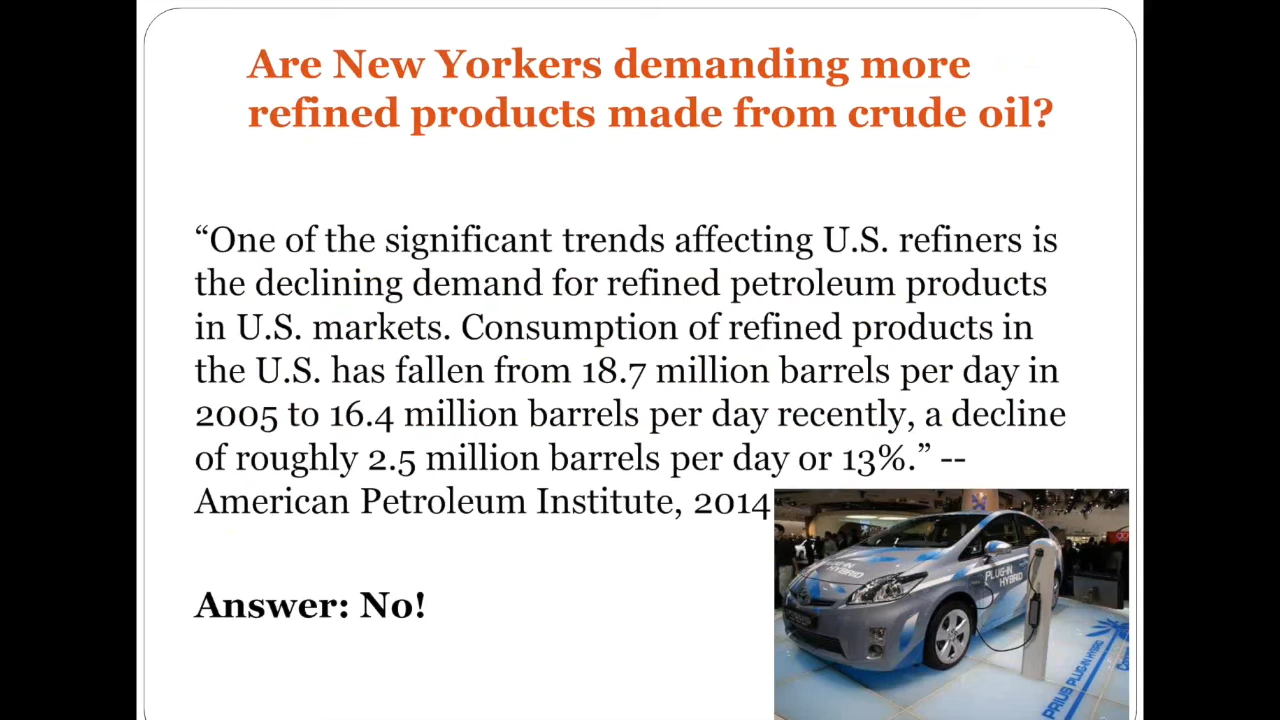 Are New Yorkers demanding more
refined products made from crude oil?
“One of the significant trends affecting U.S. refiners is
the declining demand for refined petroleum products
in U.S. markets. Consumption of refined products in
the U.S. has fallen from 18.7 million barrels per day in
2005 to 16.4 million barrels per day recently, a decline
of roughly 2.5 million barrels per day or 13%.” --
American Petroleum Institute, 2014
Answer: No!
PLUG-IN
HYBRID
PLUG-IN
HYBRID
PRIUS PLUG-IN HYBRID